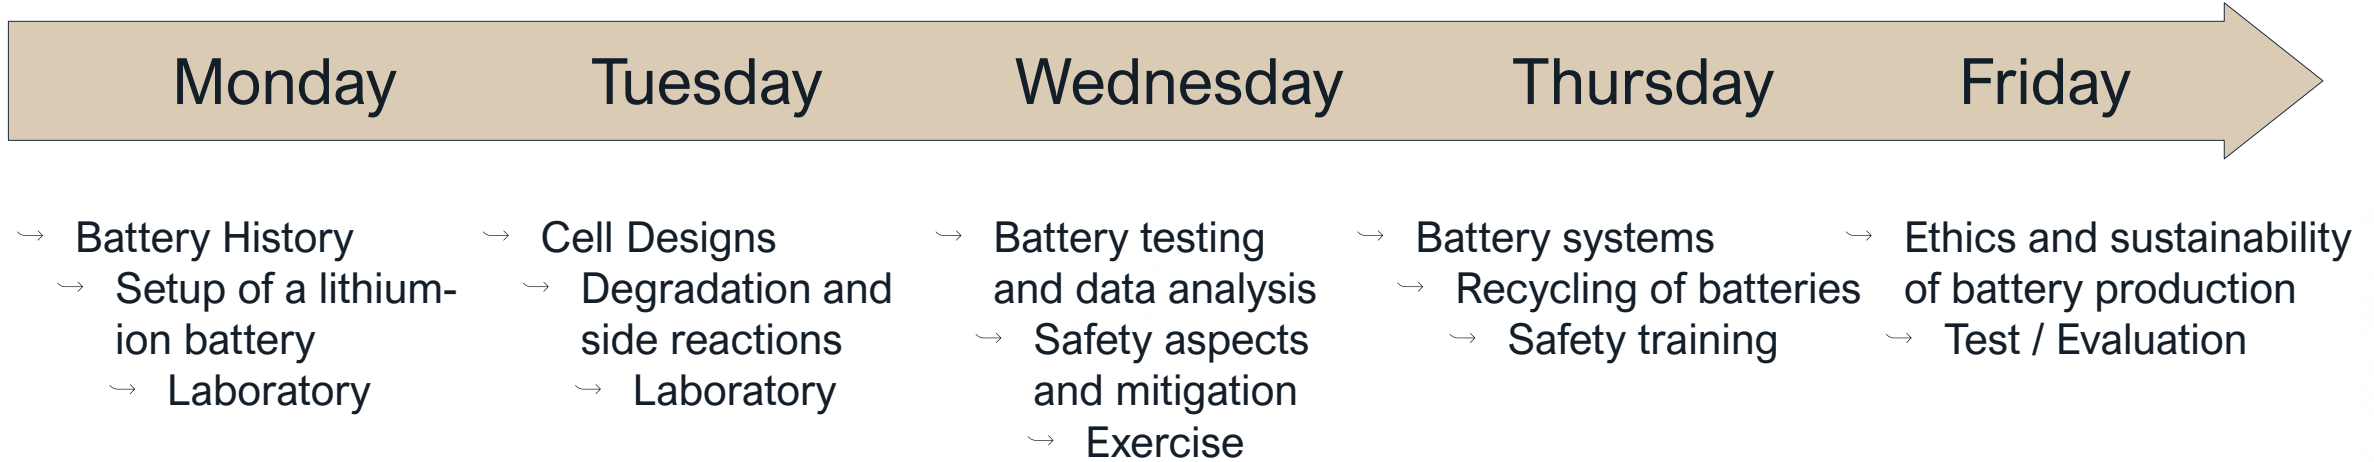 Monday
Tuesday
Wednesday
Thursday
Friday
Battery History
Setup of a lithium-
ion battery
Laboratory
Cell Designs
Degradation and
side reactions
Laboratory
Battery testing
and data analysis
Safety aspects
and mitigation
Exercise
Battery systems
Recycling of batteries
Safety training
Ethics and sustainability
of battery production
Test / Evaluation